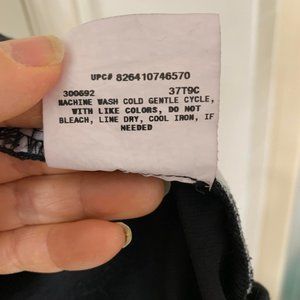 UPC# 826410746570
300692 37T9C
MACHINE WASH COLD GENTLE CYCLE,
WITH LIKE COLORS, DO NOT
BLEACH, LINE DRY, COOL IRON, IF
NEEDED